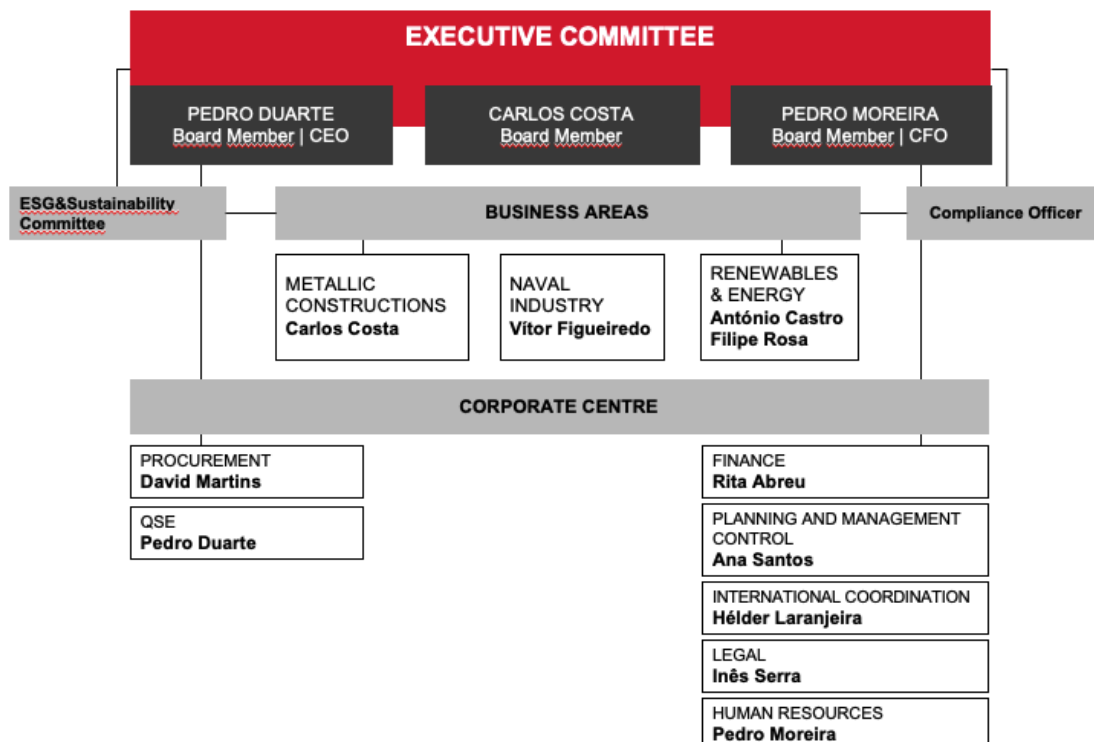 EXECUTIVE COMMITTEE
PEDRO DUARTE
Board Member | CEO
CARLOS COSTA
Board Member
PEDRO MOREIRA
Board Member | CFO
ESG&Sustainability
Committee
BUSINESS AREAS
Compliance Officer
METALLIC
CONSTRUCTIONS
Carlos Costa
NAVAL
INDUSTRY
Vítor Figueiredo
RENEWABLES
& ENERGY
António Castro
Filipe Rosa
CORPORATE CENTRE
PROCUREMENT
David Martins
QSE
Pedro Duarte
FINANCE
Rita Abreu
PLANNING AND MANAGEMENT
CONTROL
Ana Santos
INTERNATIONAL COORDINATION
Hélder Laranjeira
LEGAL
Inês Serra
HUMAN RESOURCES
Pedro Moreira